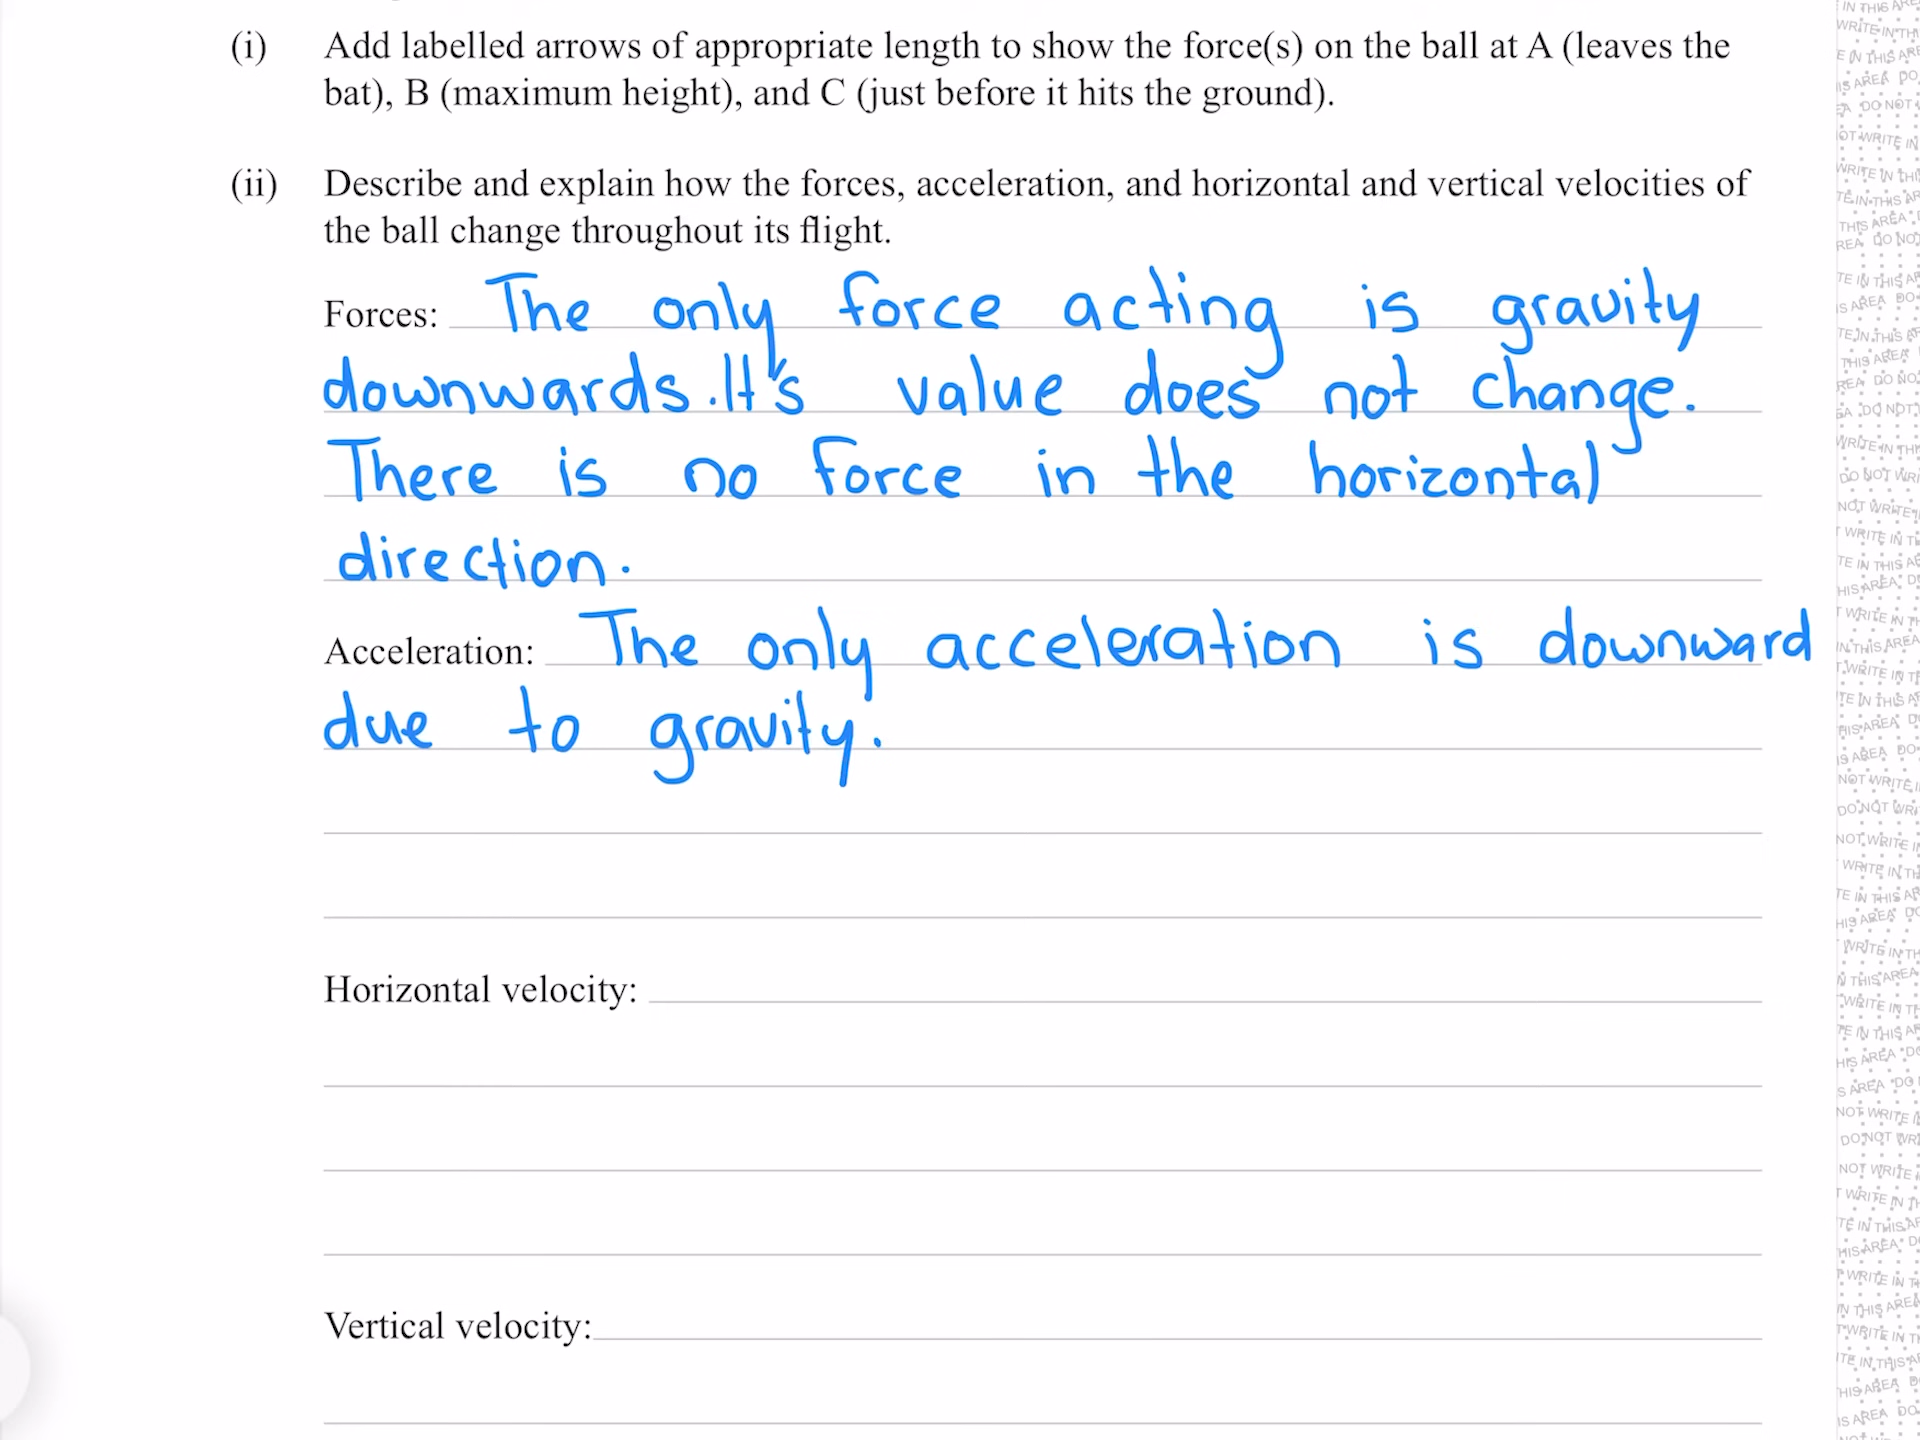 (i) Add labelled arrows of appropriate length to show the force(s) on the ball at A (leaves the
bat), B (maximum height), and C (just before it hits the ground).
(ii) Describe and explain how the forces, acceleration, and horizontal and vertical velocities of
the ball change throughout its flight.
Forces: The only force acting is gravity
downwards. It's value does not change.
There is no force in the horizontal
direction.
Acceleration: The only acceleration is downward
due to gravity.
Horizontal velocity:
Vertical velocity: